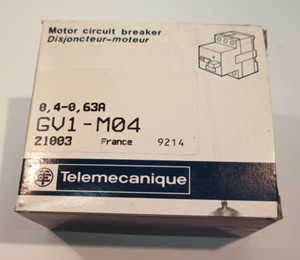 Motor circuit breaker
Disjoncteur-moteur
0,4-0,63A
GV1-M04
21003 France 9214
Telemecanique